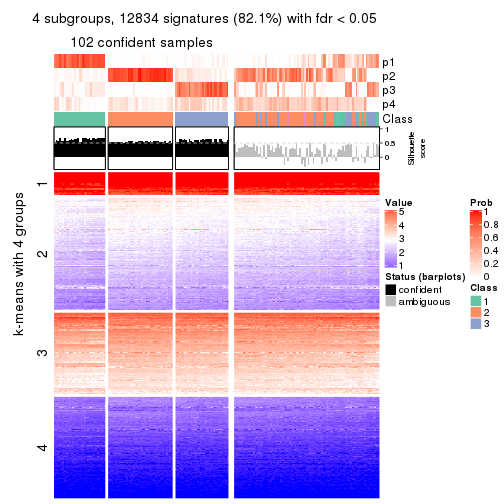 4 subgroups, 12834 signatures (82.1%) with fdr < 0.05
102 confident samples
p1
p2
p3
p4
Class
1
0.5
0
Silhouette
score
k-means with 4 groups
1
2
3
4
Value
5
4
3
2
1
Status (barplots)
confident
ambiguous
Prob
1
0.8
0.6
0.4
0.2
0
Class
1
2
3